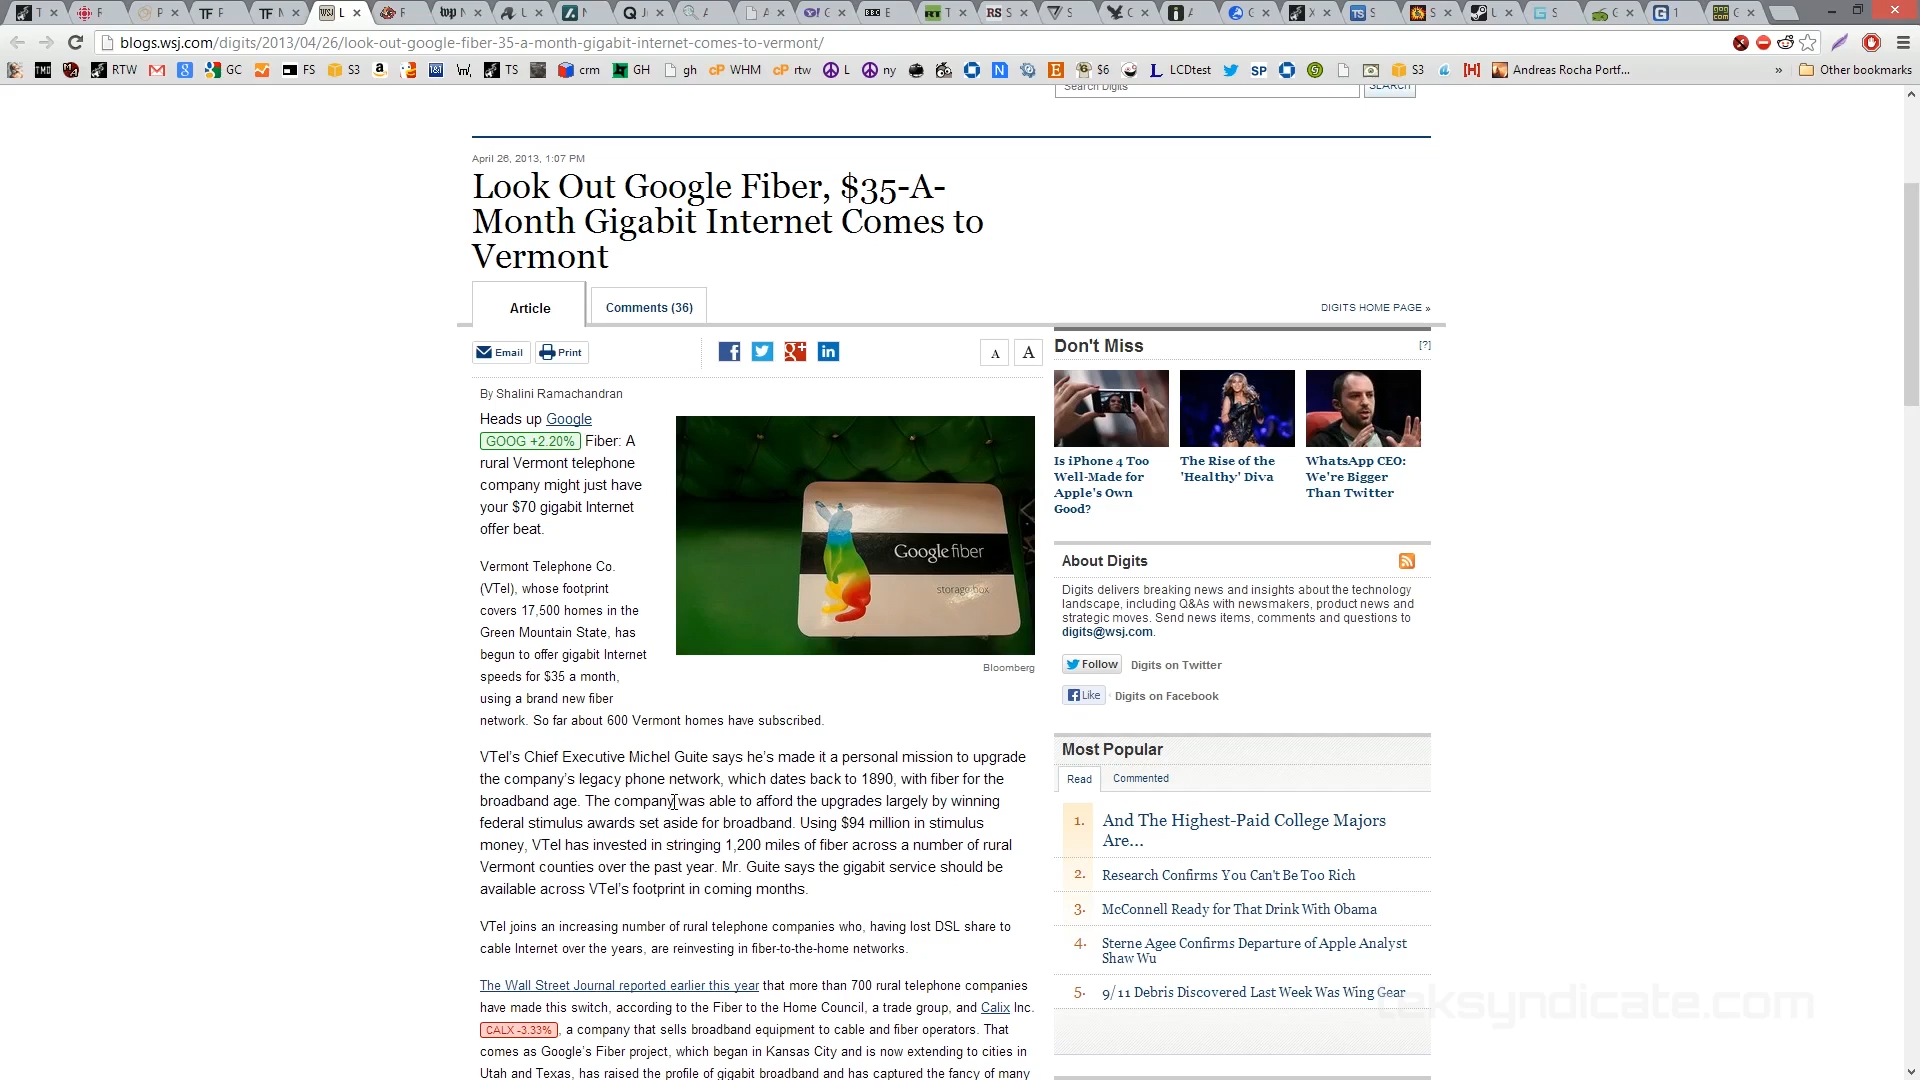 blogs.wsj.com/digits/2013/04/26/look-out-google-fiber-35-a-month-gigabit-internet-comes-to-vermont/
RTW GC FS S3 TS crm GH gh WHM rtw L ny S6 LCDtest SP S3 Andreas Rocha Portf... » Other bookmarks
Search Digits SEARCH
April 26, 2013, 1:07 PM
Look Out Google Fiber, $35-A-
Month Gigabit Internet Comes to
Vermont
Article Comments (36) DIGITS HOME PAGE »
Email Print A A
By Shalini Ramachandran
Heads up Google
GOOG +2.20% Fiber: A
rural Vermont telephone
company might just have
your $70 gigabit Internet
offer beat.
Google fiber
storage box
Bloomberg
Vermont Telephone Co.
(VTel), whose footprint
covers 17,500 homes in the
Green Mountain State, has
begun to offer gigabit Internet
speeds for $35 a month,
using a brand new fiber
network. So far about 600 Vermont homes have subscribed.
VTel’s Chief Executive Michel Guite says he’s made it a personal mission to upgrade
the company’s legacy phone network, which dates back to 1890, with fiber for the
broadband age. The company was able to afford the upgrades largely by winning
federal stimulus awards set aside for broadband. Using $94 million in stimulus
money, VTel has invested in stringing 1,200 miles of fiber across a number of rural
Vermont counties over the past year. Mr. Guite says the gigabit service should be
available across VTel’s footprint in coming months.
VTel joins an increasing number of rural telephone companies who, having lost DSL share to
cable Internet over the years, are reinvesting in fiber-to-the-home networks.
The Wall Street Journal reported earlier this year that more than 700 rural telephone companies
have made this switch, according to the Fiber to the Home Council, a trade group, and Calix Inc.
CALX -3.33% , a company that sells broadband equipment to cable and fiber operators. That
comes as Google’s Fiber project, which began in Kansas City and is now extending to cities in
Utah and Texas, has raised the profile of gigabit broadband and has captured the fancy of many
Don't Miss [?]
Is iPhone 4 Too
Well-Made for
Apple's Own
Good?
The Rise of the
'Healthy' Diva
WhatsApp CEO:
We're Bigger
Than Twitter
About Digits
Digits delivers breaking news and insights about the technology
landscape, including Q&As with newsmakers, product news and
strategic moves. Send news items, comments and questions to
digits@wsj.com.
Follow Digits on Twitter
Like Digits on Facebook
Most Popular
Read Commented
1. And The Highest-Paid College Majors
Are...
2. Research Confirms You Can't Be Too Rich
3. McConnell Ready for That Drink With Obama
4. Sterne Agee Confirms Departure of Apple Analyst
Shaw Wu
5. 9/11 Debris Discovered Last Week Was Wing Gear
teksyndicate.com